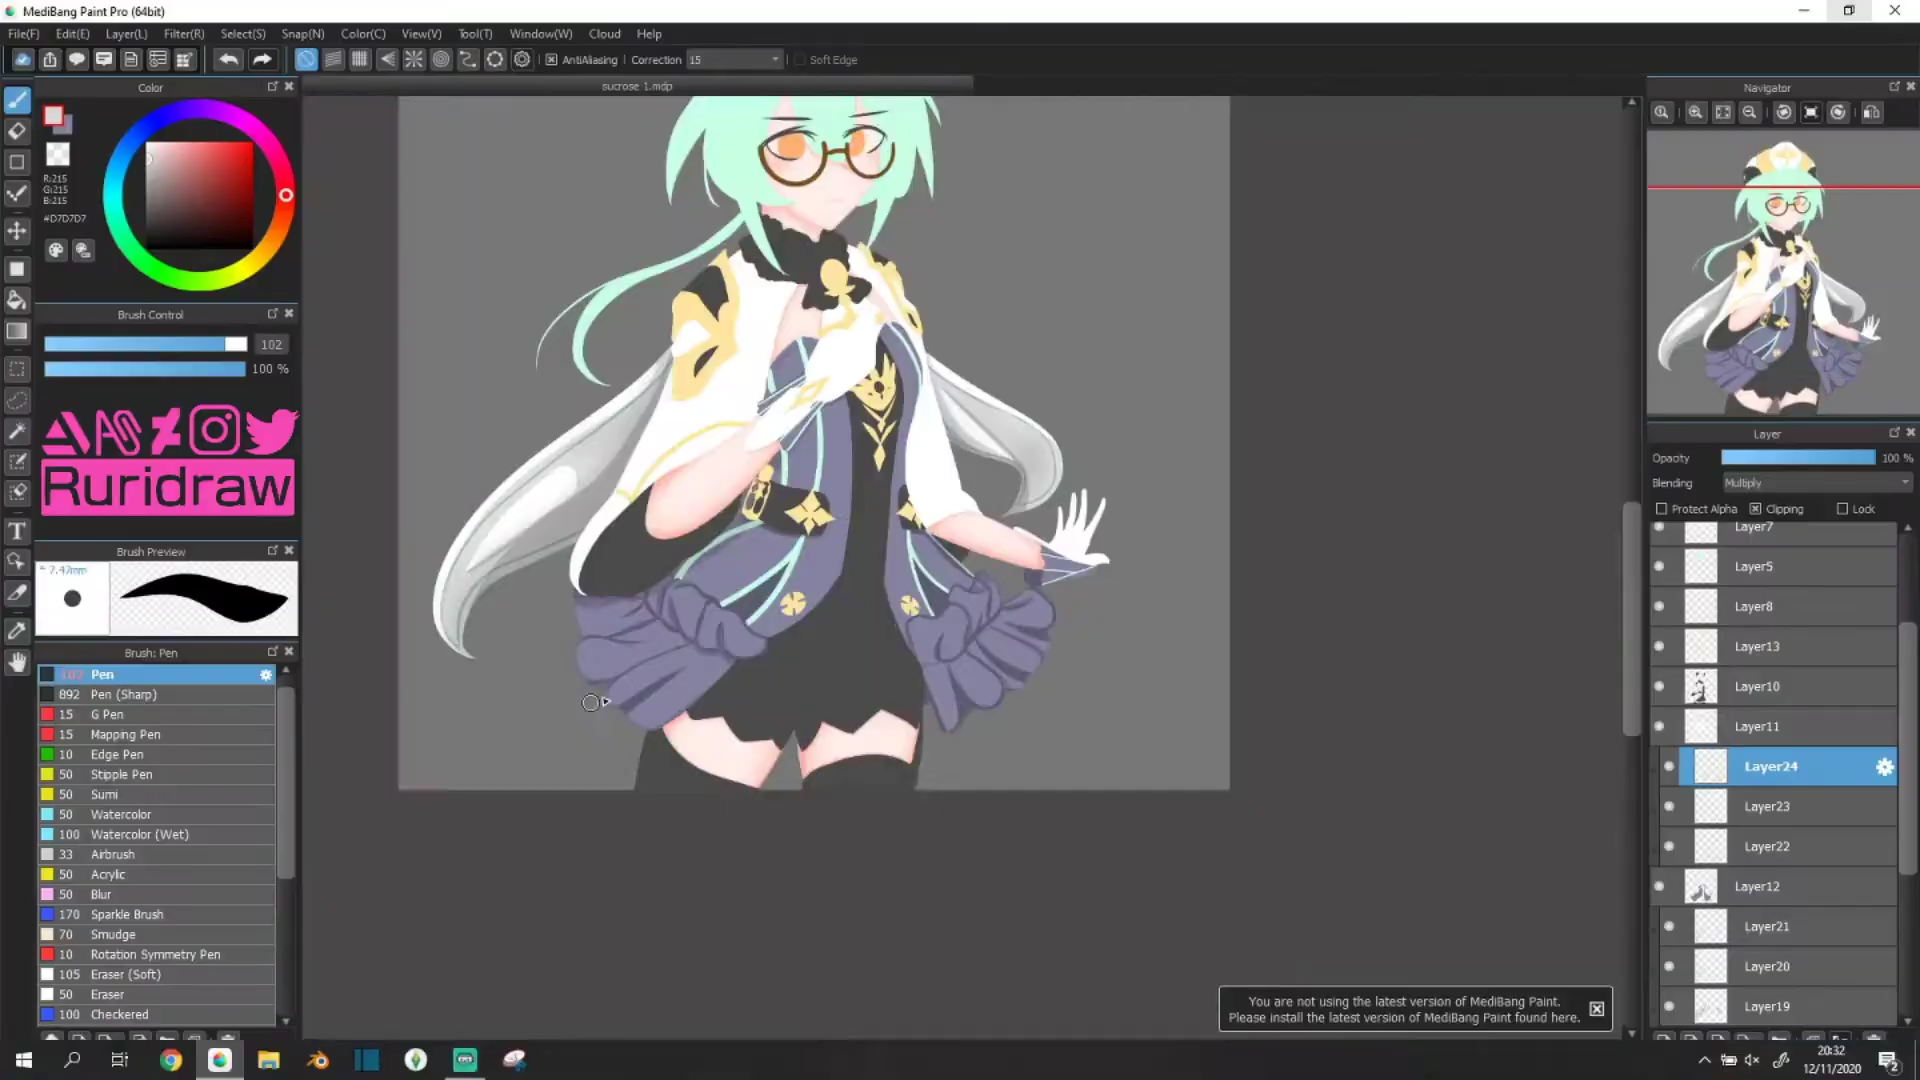 MediBang Paint Pro (64bit)
File(F) Edit(E) Layer(L) Filter(R) Select(S) Snap(N) Color(C) View(V) Tool(T) Window(W) Cloud Help
AntiAliasing Correction 15 Soft Edge
Color
sucrose 1.mdp
Navigator
R:215
G:215
B:215
#D7D7D7
Brush Control
102
100 %
Ruridraw
Brush Preview
7.47mm
Brush: Pen
102 Pen
892 Pen (Sharp)
15 G Pen
15 Mapping Pen
10 Edge Pen
50 Stipple Pen
50 Sumi
50 Watercolor
100 Watercolor (Wet)
33 Airbrush
50 Acrylic
50 Blur
170 Sparkle Brush
70 Smudge
10 Rotation Symmetry Pen
105 Eraser (Soft)
50 Eraser
100 Checkered
Layer
Opacity 100 %
Blending Multiply
Protect Alpha Clipping Lock
Layer7
Layer5
Layer8
Layer13
Layer10
Layer11
Layer24
Layer23
Layer22
Layer12
Layer21
Layer20
Layer19
You are not using the latest version of MediBang Paint.
Please install the latest version of MediBang Paint found here.
20:32
12/11/2020
2